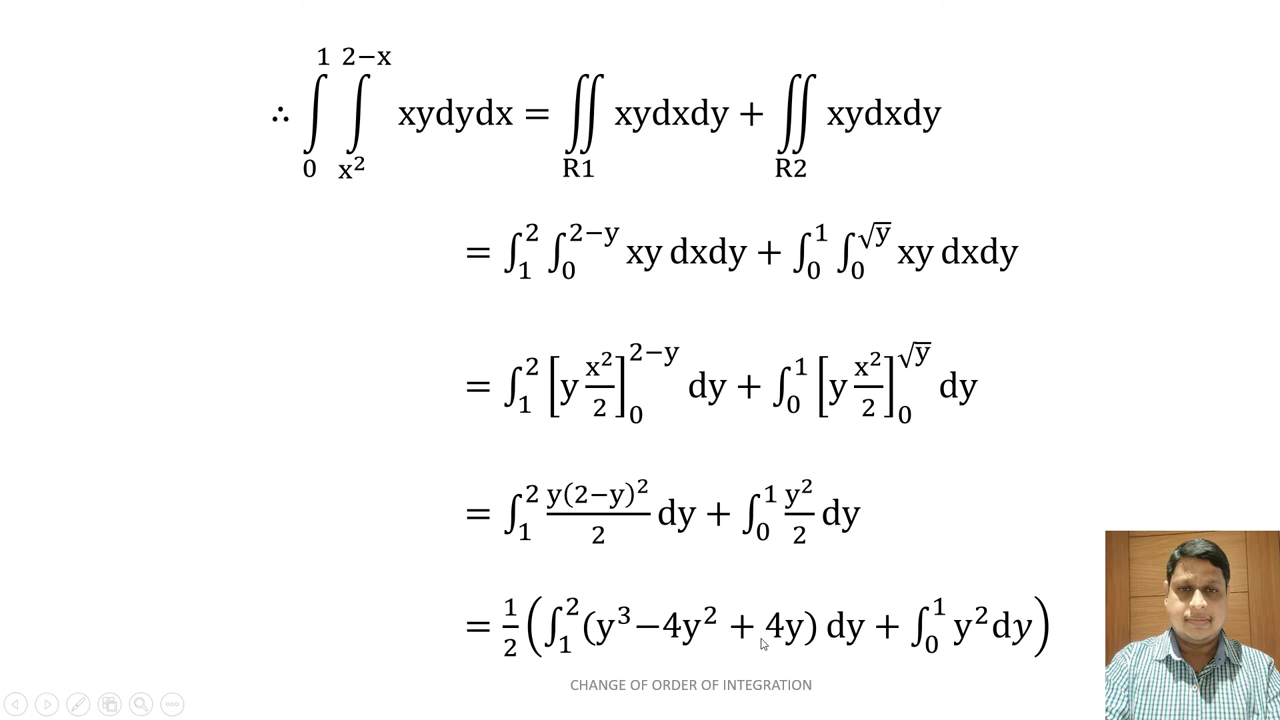 ∴ ∫₀¹ ∫ₓ²^(2−x) xydydx = ∬_R1 xydxdy + ∬_R2 xydxdy
= ∫₁² ∫₀^(2−y) xy dxdy + ∫₀¹ ∫₀^√y xy dxdy
= ∫₁² [y x²/2]₀^(2−y) dy + ∫₀¹ [y x²/2]₀^√y dy
= ∫₁² y(2−y)²/2 dy + ∫₀¹ y²/2 dy
= 1/2 (∫₁² (y³−4y² + 4y) dy + ∫₀¹ y²dy)
CHANGE OF ORDER OF INTEGRATION